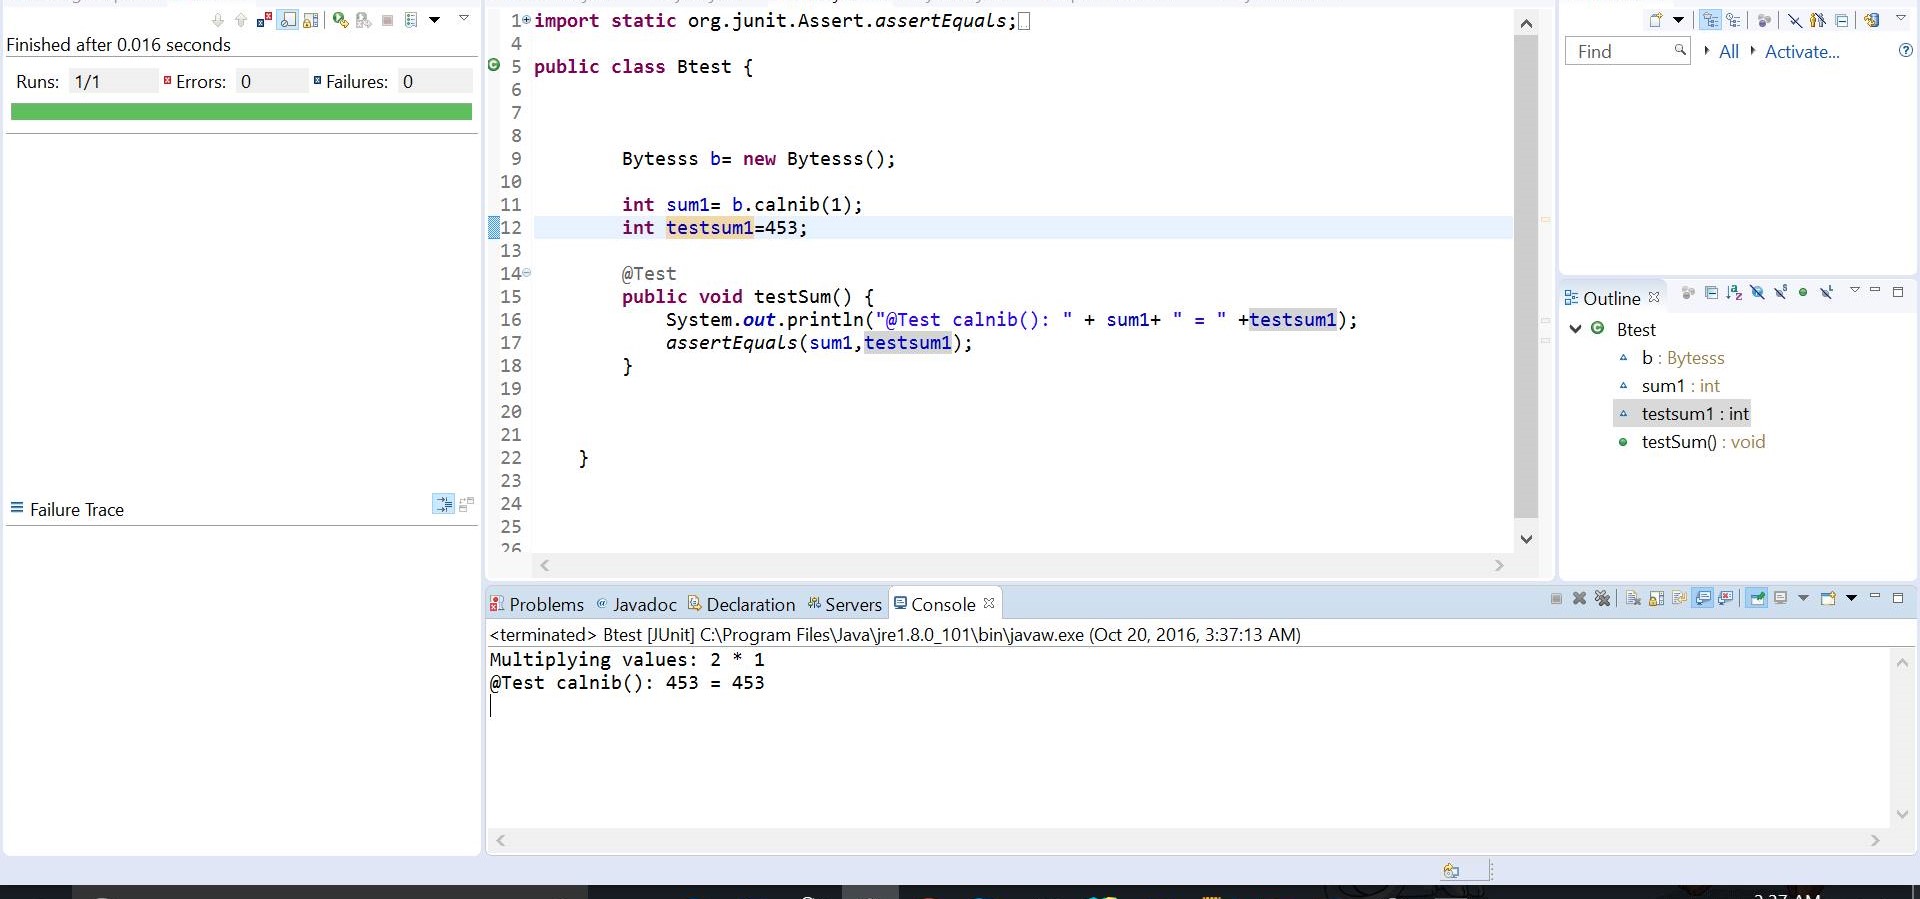 Finished after 0.016 seconds
Runs: 1/1 Errors: 0 Failures: 0
Failure Trace
1 import static org.junit.Assert.assertEquals;
4
5 public class Btest {
6
7
8
9 Bytesss b= new Bytesss();
10
11 int sum1= b.calnib(1);
12 int testsum1=453;
13
14 @Test
15 public void testSum() {
16 System.out.println("@Test calnib(): " + sum1+ " = " +testsum1);
17 assertEquals(sum1,testsum1);
18 }
19
20
21
22 }
23
24
25
26
Find All Activate...
Outline
Btest
b : Bytesss
sum1 : int
testsum1 : int
testSum() : void
Problems @ Javadoc Declaration Servers Console
<terminated> Btest [JUnit] C:\Program Files\Java\jre1.8.0_101\bin\javaw.exe (Oct 20, 2016, 3:37:13 AM)
Multiplying values: 2 * 1
@Test calnib(): 453 = 453